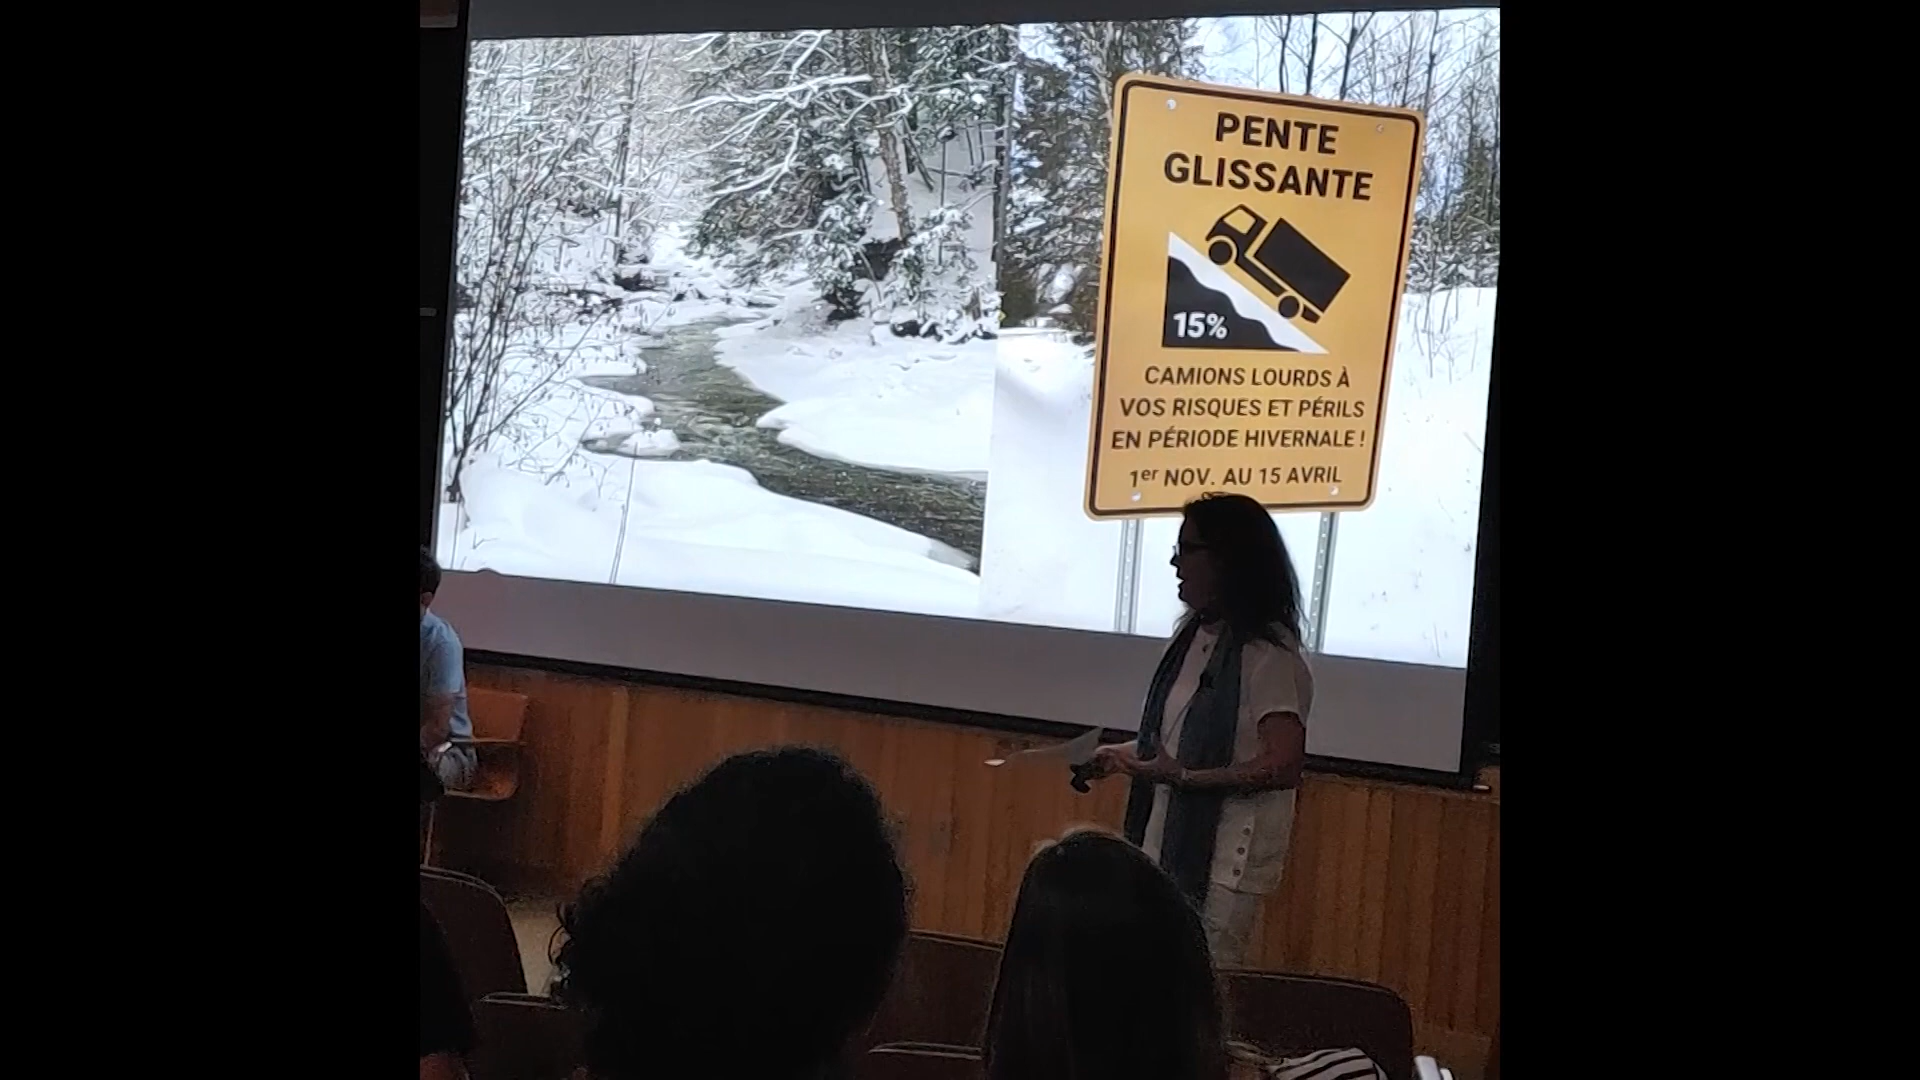 PENTE
GLISSANTE
15%
CAMIONS LOURDS À
VOS RISQUES ET PÉRILS
EN PÉRIODE HIVERNALE !
1er NOV. AU 15 AVRIL